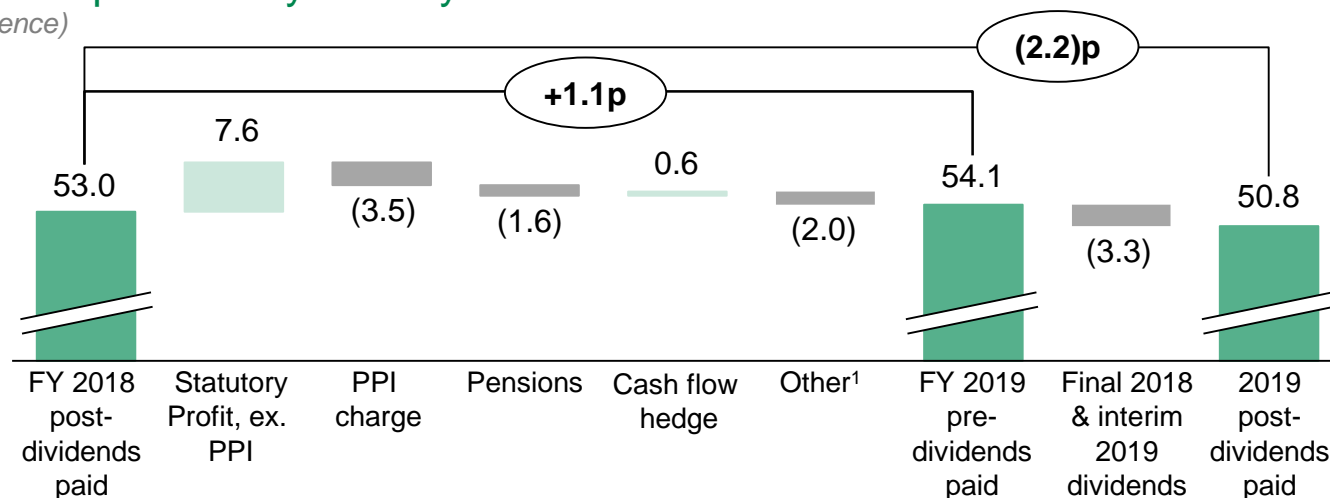 ence)
(2.2)p
+1.1p
53.0
7.6
(3.5)
(1.6)
0.6
(2.0)
54.1
(3.3)
50.8
FY 2018
post-
dividends
paid
Statutory
Profit, ex.
PPI
PPI
charge
Pensions
Cash flow
hedge
Other¹
FY 2019
pre-
dividends
paid
Final 2018
& interim
2019
dividends
2019
post-
dividends
paid